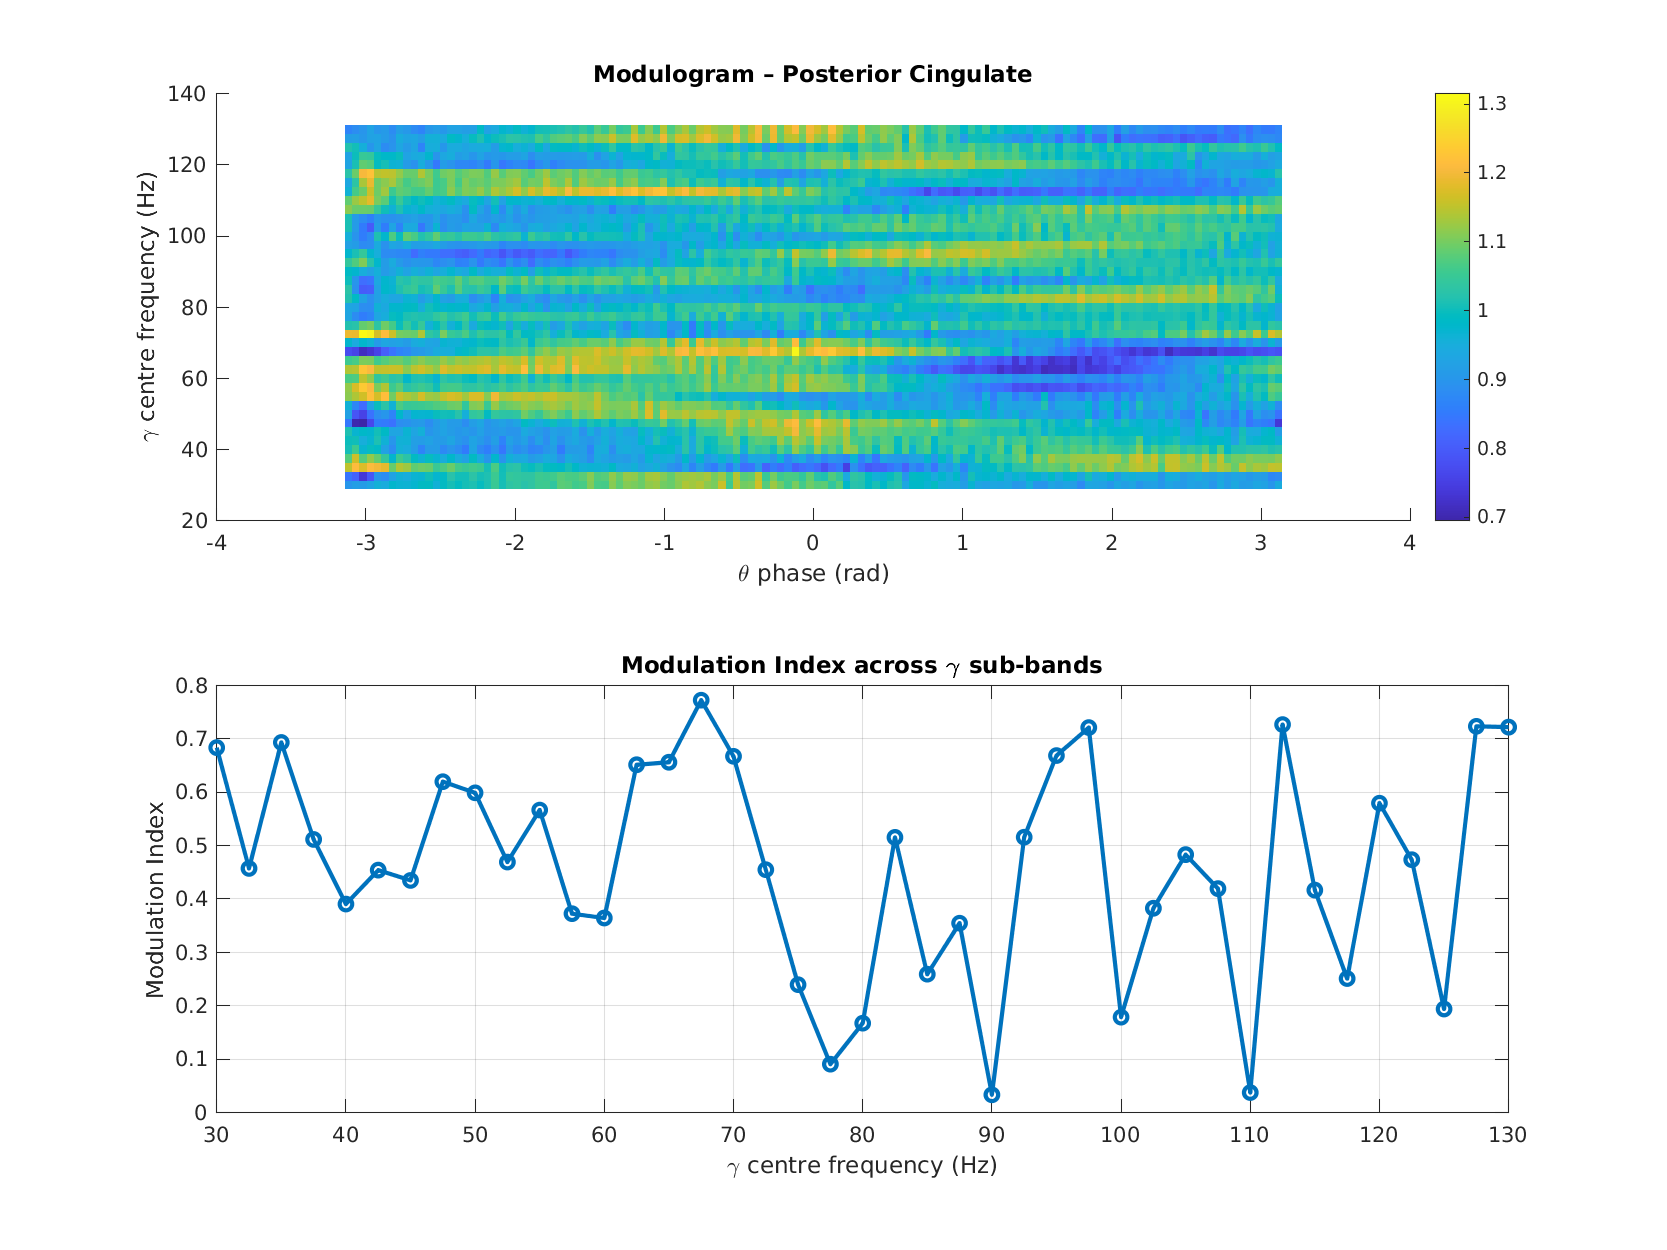 Modulogram – Posterior Cingulate
γ centre frequency (Hz)
140
120
100
80
60
40
20
-4 -3 -2 -1 0 1 2 3 4
θ phase (rad)
1.3
1.2
1.1
1
0.9
0.8
0.7
Modulation Index across γ sub-bands
Modulation Index
0.8
0.7
0.6
0.5
0.4
0.3
0.2
0.1
0
30 40 50 60 70 80 90 100 110 120 130
γ centre frequency (Hz)